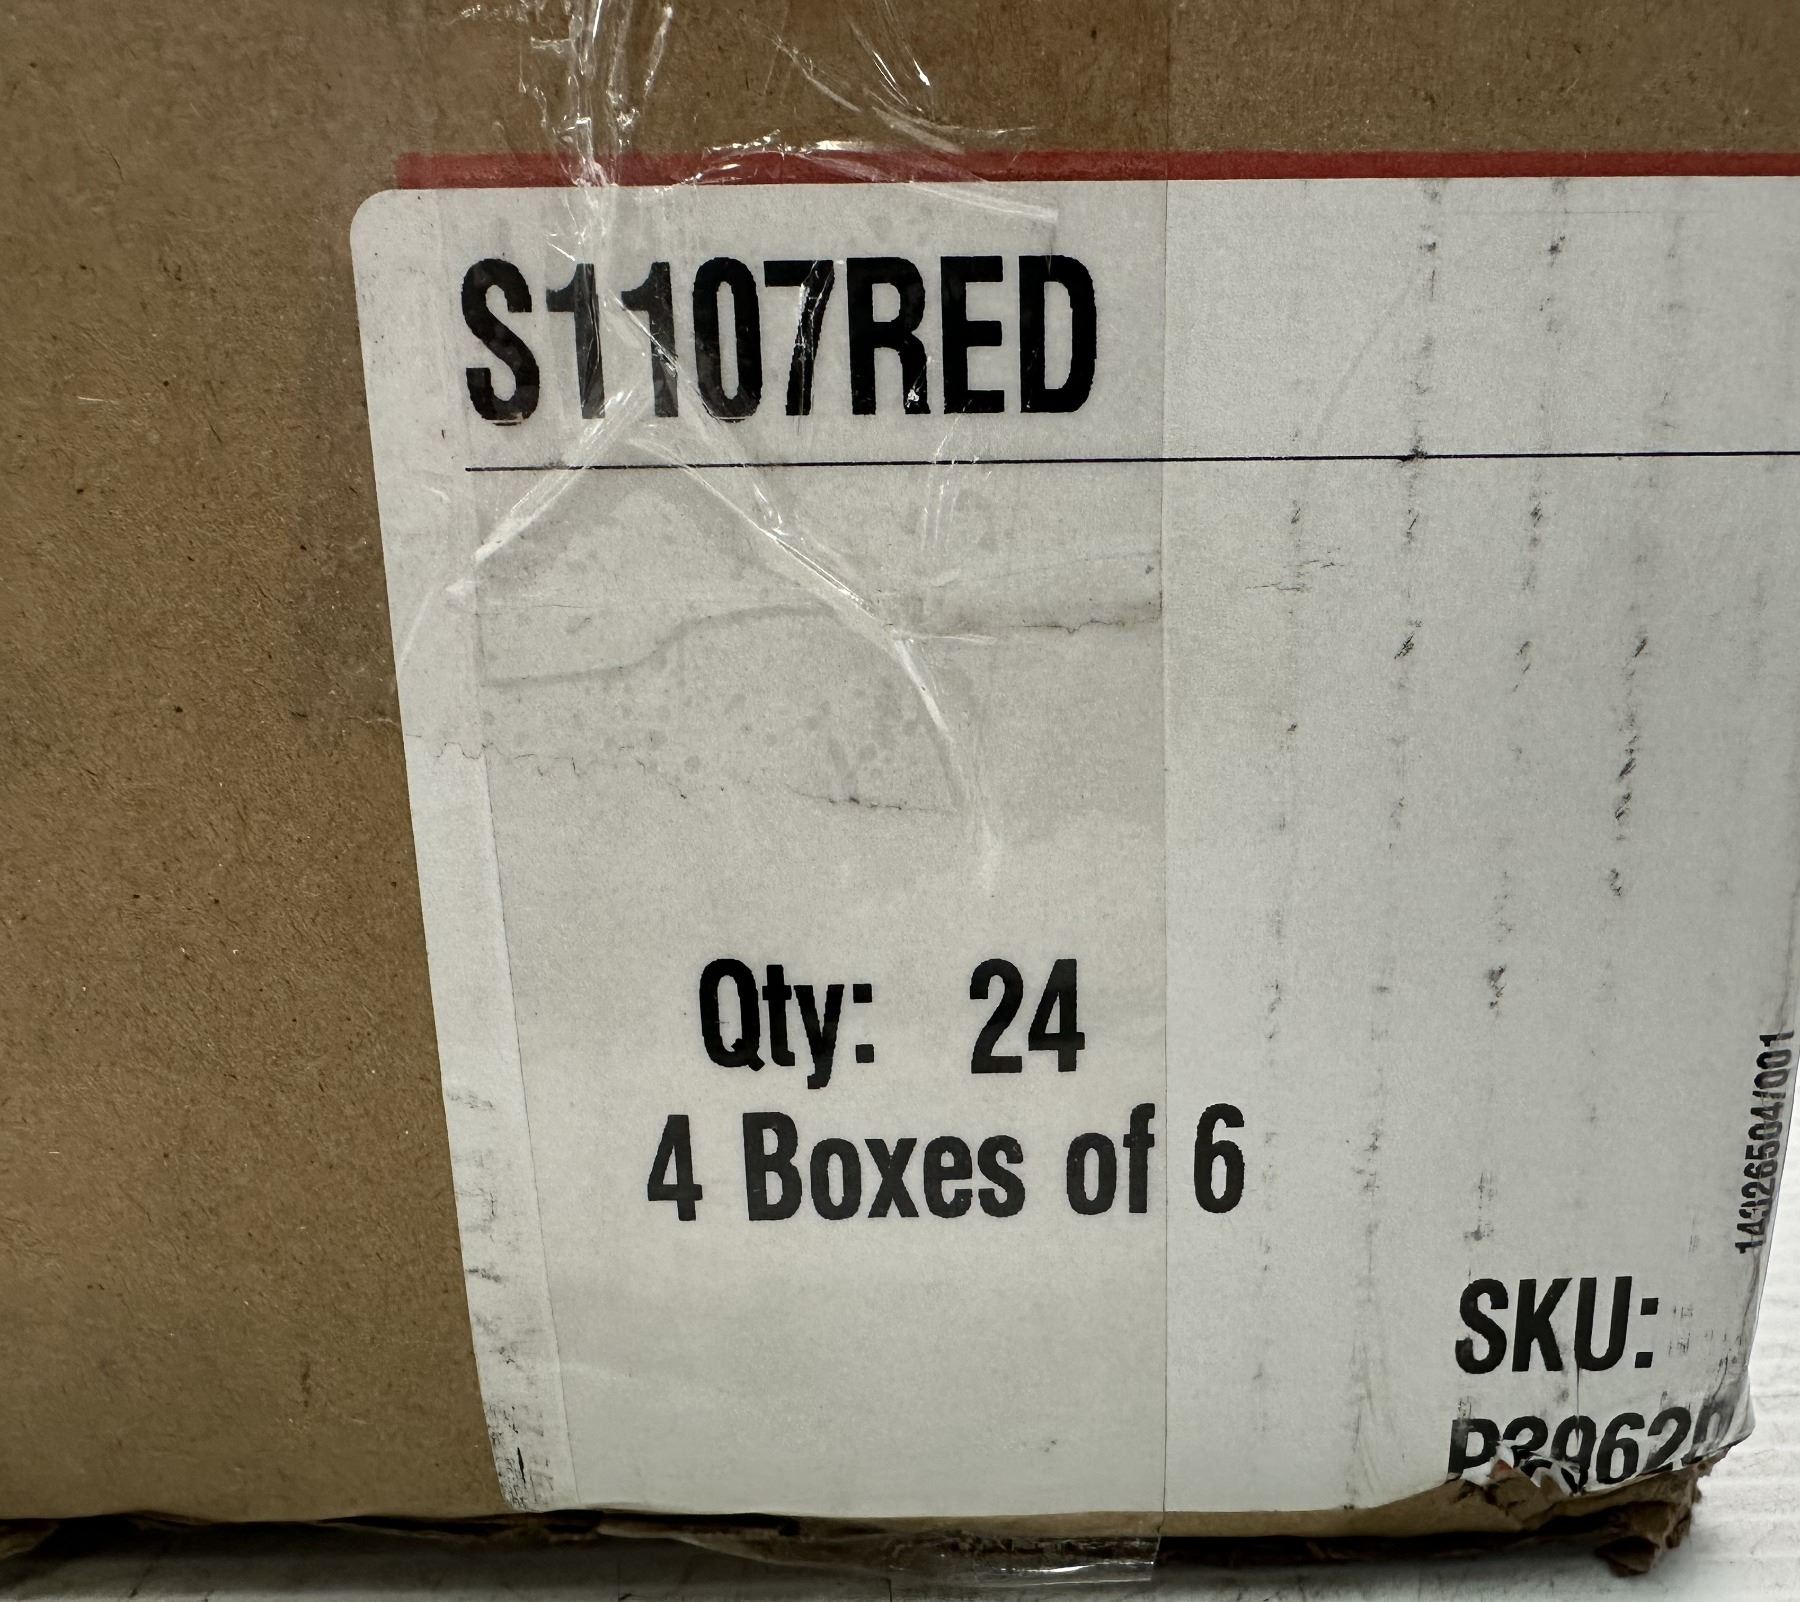 S1107RED
Qty: 24
4 Boxes of 6
SKU: